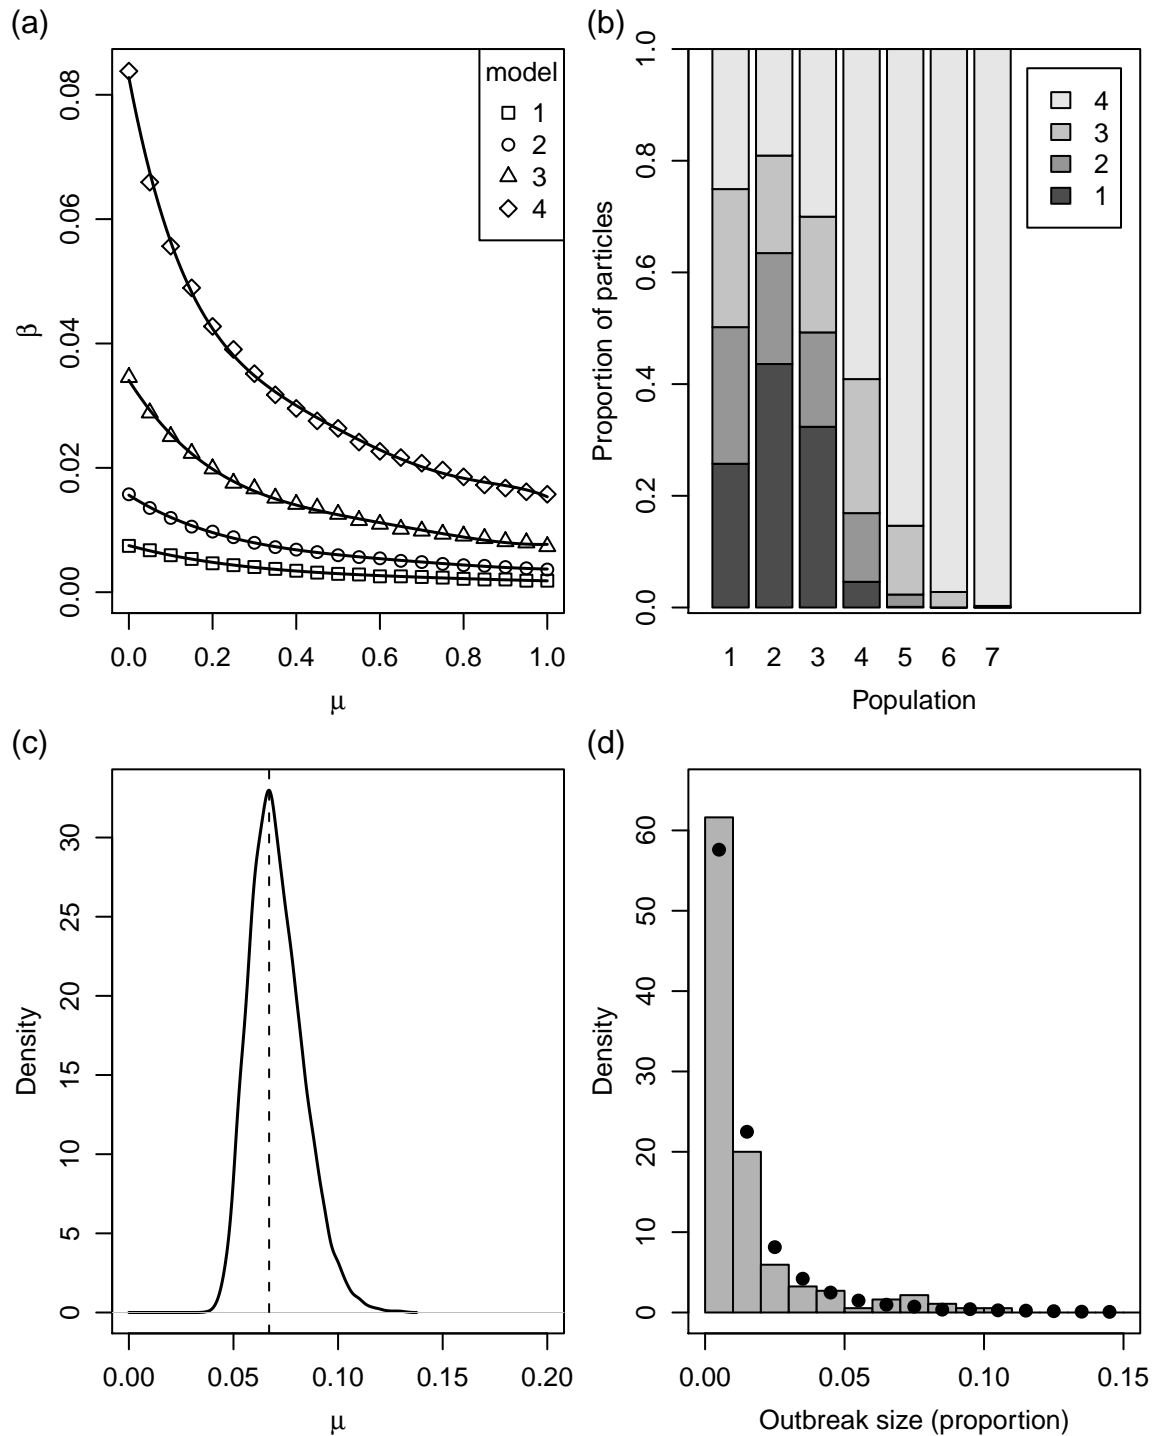 (a)
model
1
2
3
4
β
0.00 0.02 0.04 0.06 0.08
0.0 0.2 0.4 0.6 0.8 1.0
μ
(b)
4
3
2
1
Proportion of particles
0.0 0.2 0.4 0.6 0.8 1.0
1 2 3 4 5 6 7
Population
(c)
Density
0 5 10 15 20 25 30
0.00 0.05 0.10 0.15 0.20
μ
(d)
Density
0 10 20 30 40 50 60
0.00 0.05 0.10 0.15
Outbreak size (proportion)